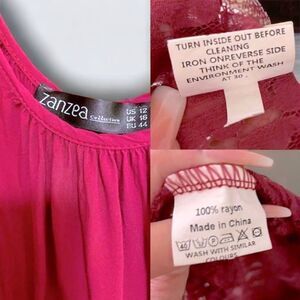 zanzea Collection
US 12
UK 16
EU 44
TURN INSIDE OUT BEFORE
CLEANING
IRON ONREVERSE SIDE
THINK OF THE
ENVIRONMENT WASH
AT 30
100% rayon
Made in China
WASH WITH SIMILAR
COLOURS